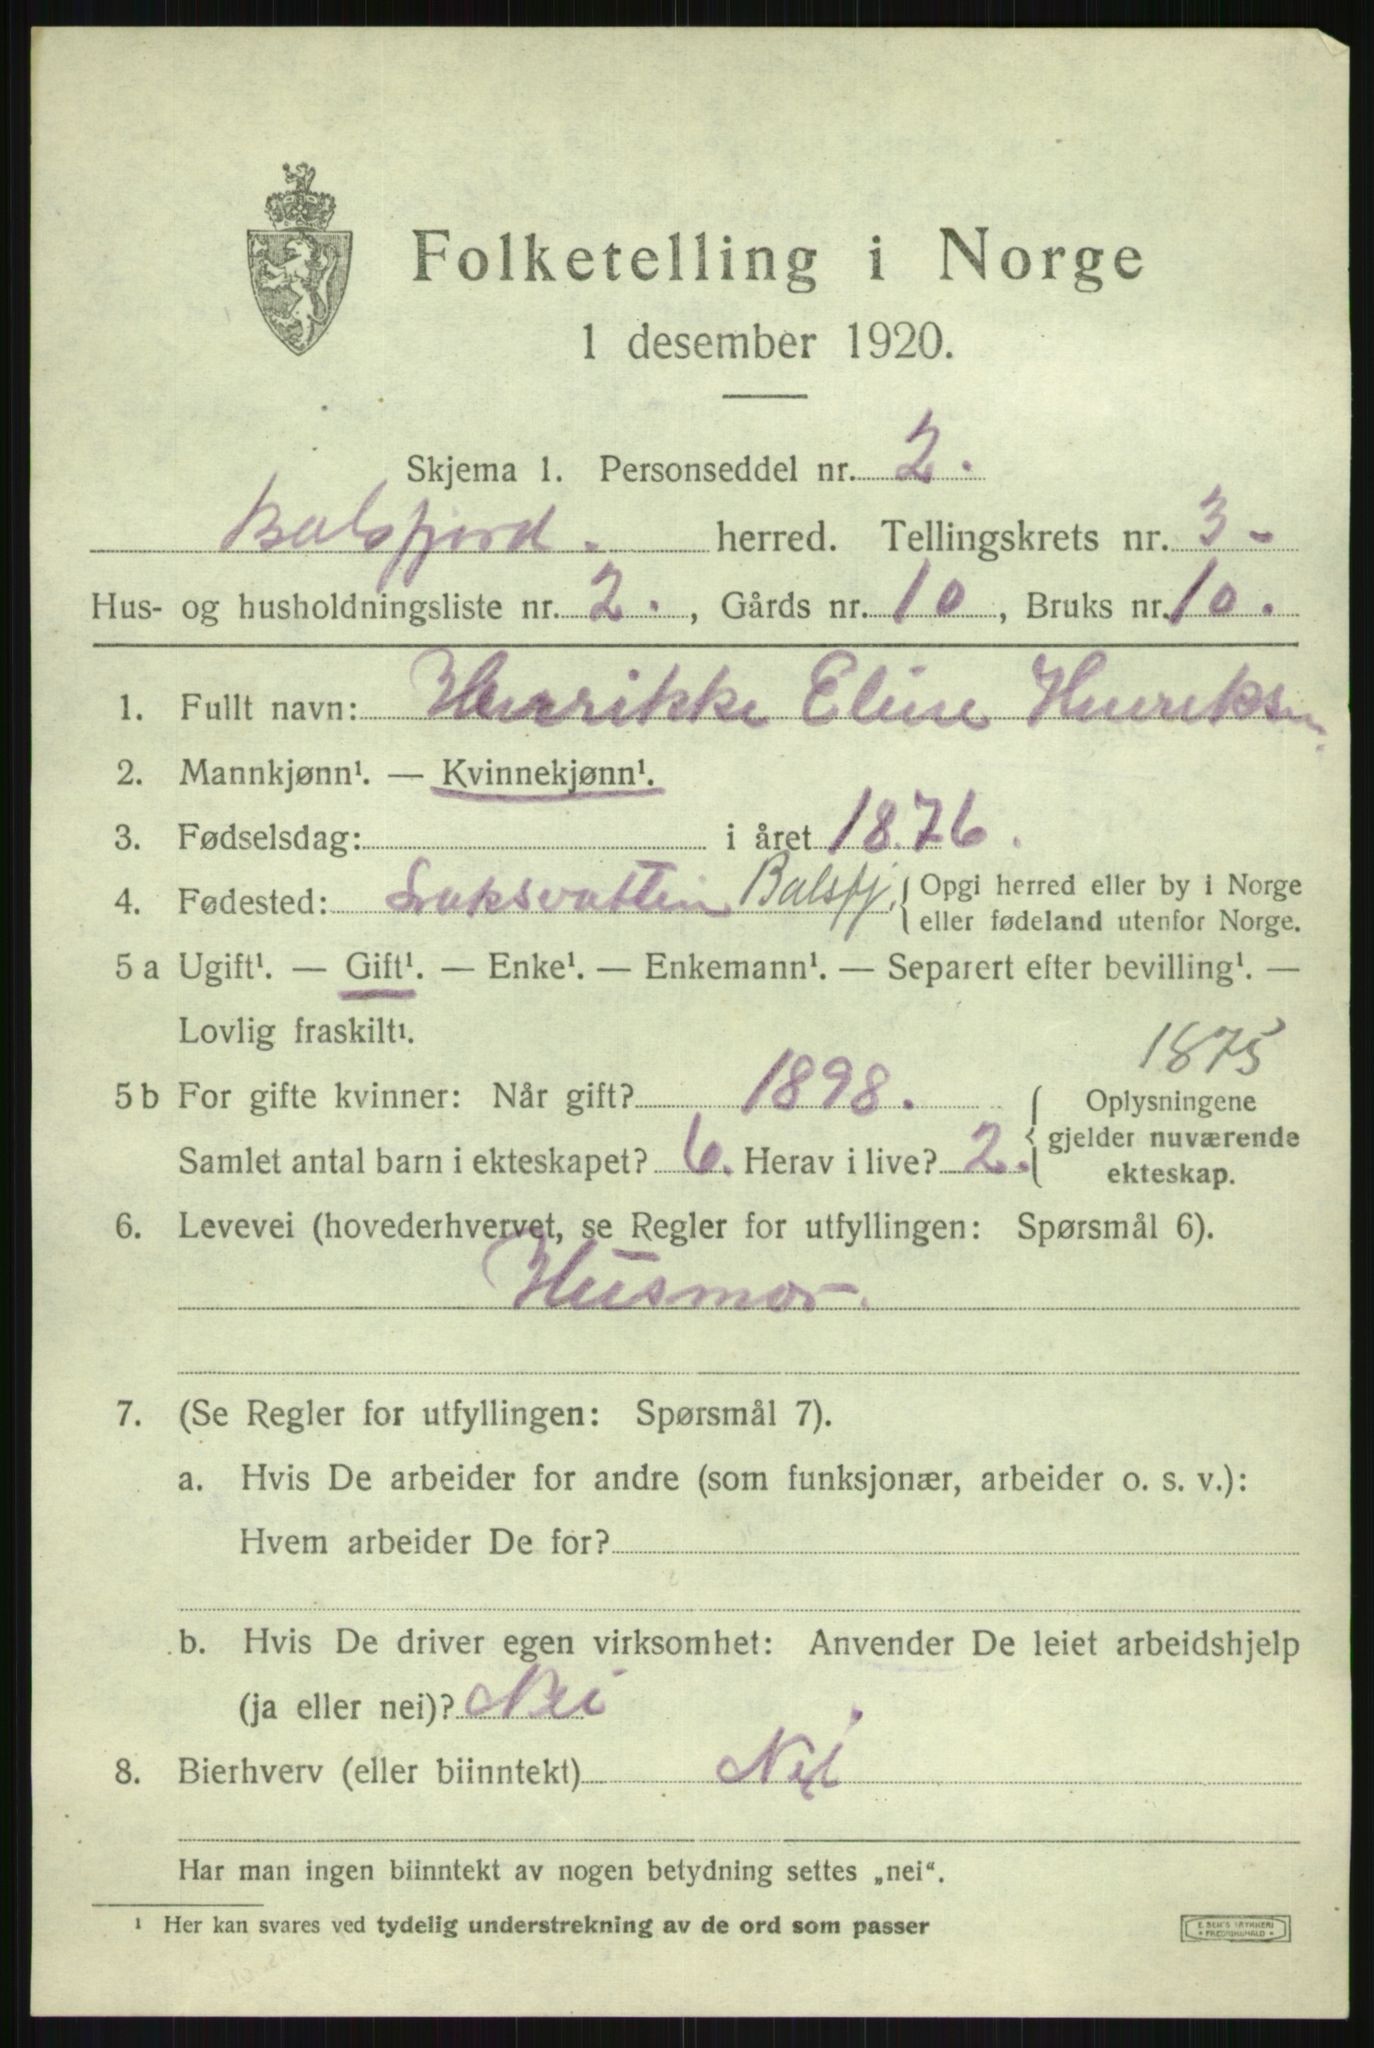 Folketelling i Norge
1 desember 1920.
Skjema 1. Personseddel nr. 2.
Balsfjord. herred. Tellingskrets nr. 3-
Hus- og husholdningsliste nr. 2. , Gårds nr. 10 , Bruks nr. 10.
1. Fullt navn: Henrikke Eline Henriksen
2. Mannkjønn¹. — Kvinnekjønn¹.
3. Fødselsdag: i året 1876.
4. Fødested: Laksvatten Balsfj. { Opgi herred eller by i Norge
eller fødeland utenfor Norge.
5 a Ugift¹. — Gift¹. — Enke¹. — Enkemann¹. — Separert efter bevilling¹. —
Lovlig fraskilt¹.
1875
5 b For gifte kvinner: Når gift? 1898. { Oplysningene
gjelder nuværende
Samlet antal barn i ekteskapet? 6. Herav i live? 2.
ekteskap.
6. Levevei (hovederhvervet, se Regler for utfyllingen: Spørsmål 6).
Husmor.
7. (Se Regler for utfyllingen: Spørsmål 7).
a. Hvis De arbeider for andre (som funksjonær, arbeider o. s. v.):
Hvem arbeider De for?
b. Hvis De driver egen virksomhet: Anvender De leiet arbeidshjelp
(ja eller nei)? Nei
8. Bierhverv (eller biinntekt) Nei
Har man ingen biinntekt av nogen betydning settes „nei“.
¹ Her kan svares ved tydelig understrekning av de ord som passer